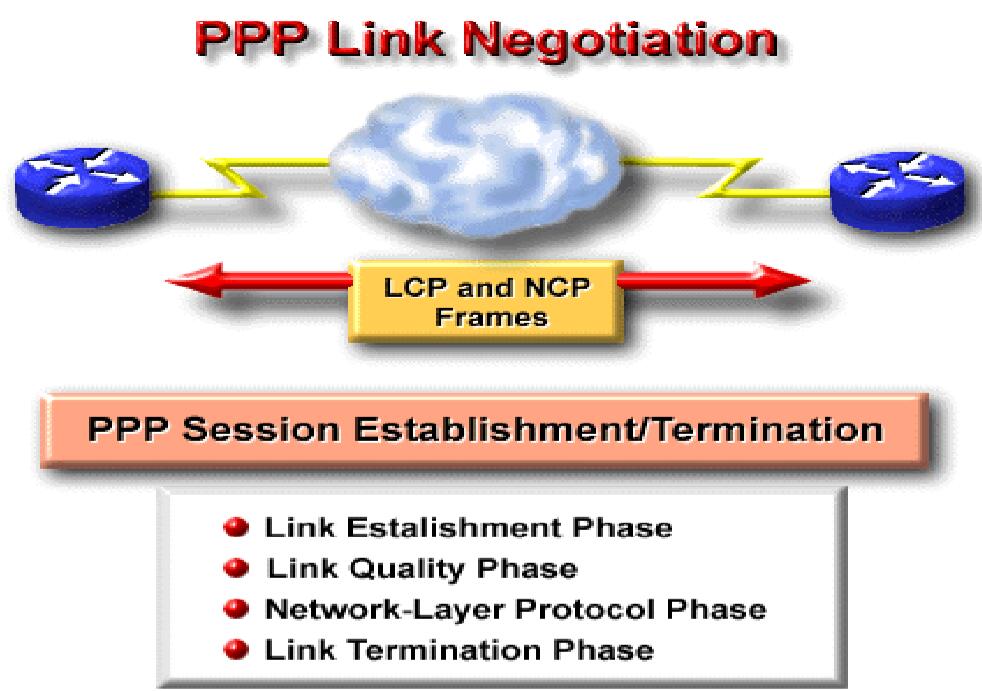 PPP Link Negotiation
LCP and NCP
Frames
PPP Session Establishment/Termination
Link Estalishment Phase
Link Quality Phase
Network-Layer Protocol Phase
Link Termination Phase